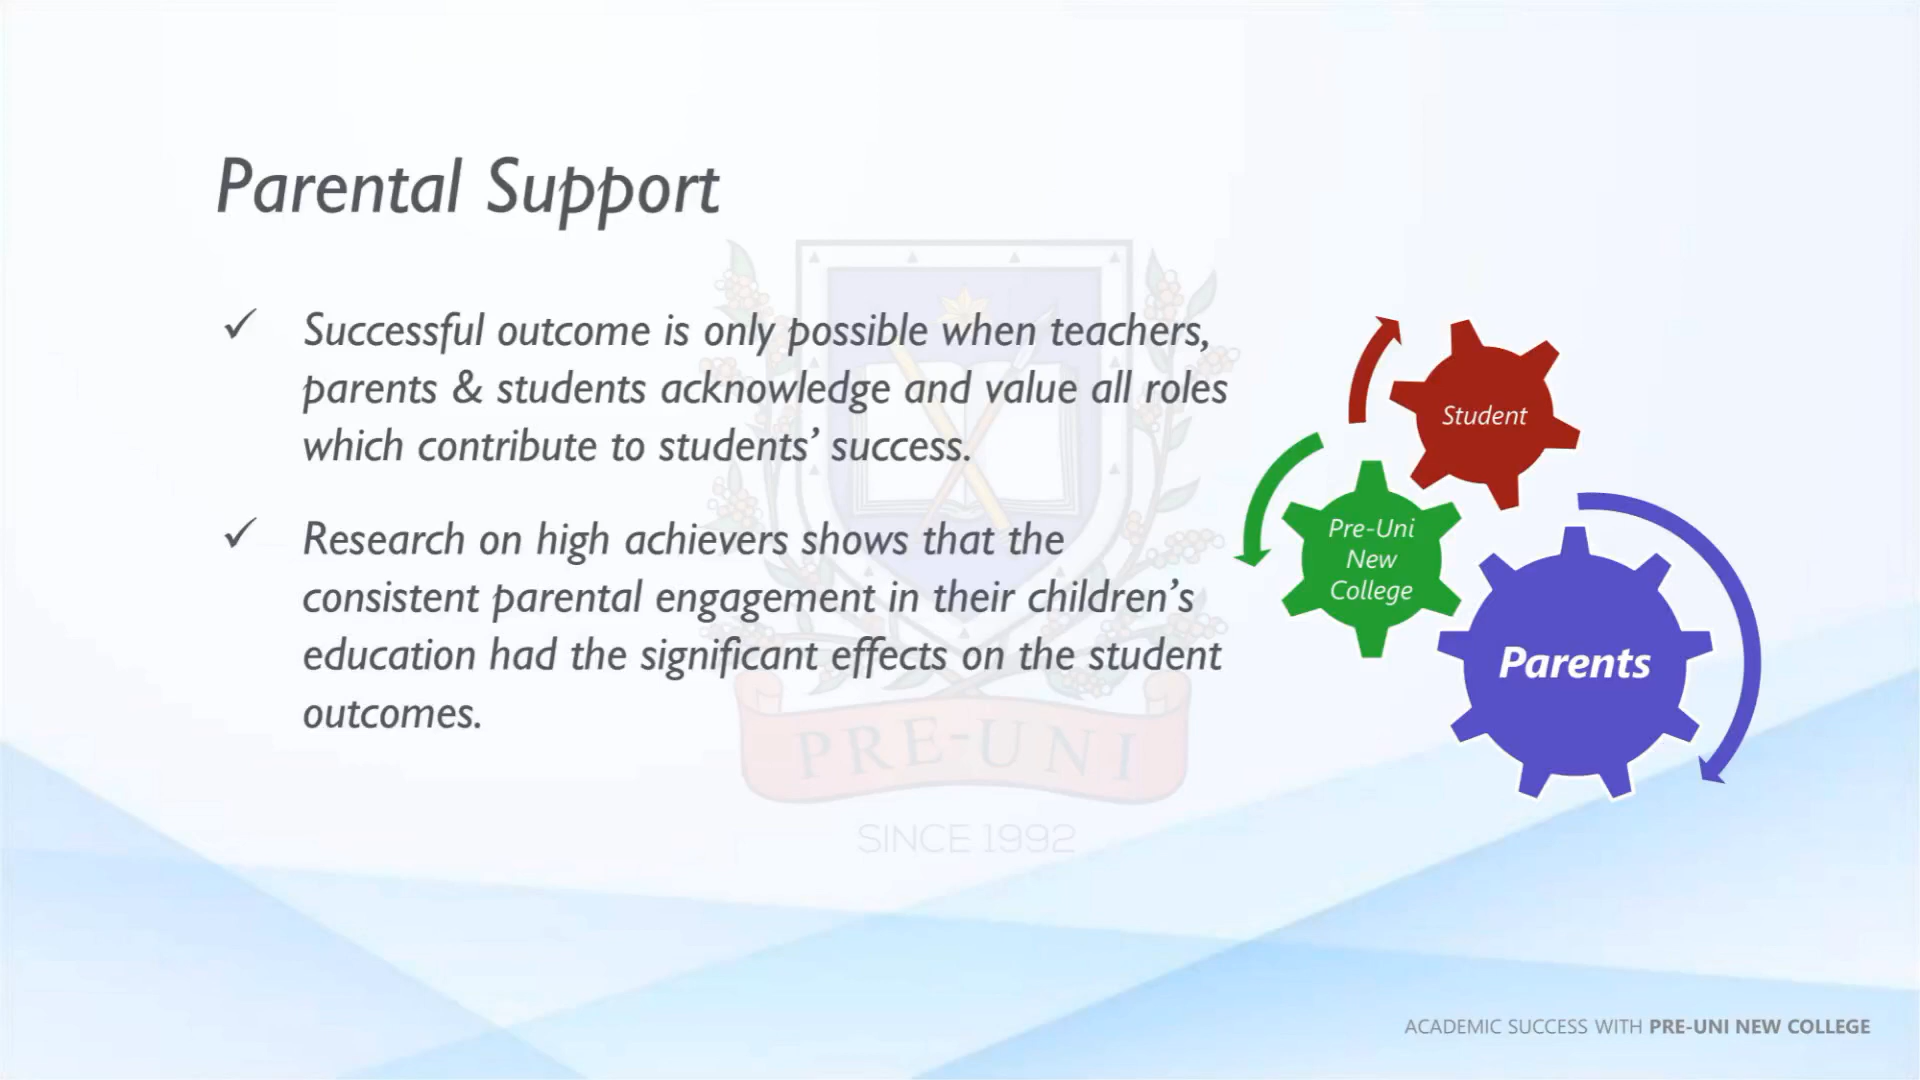 Parental Support
✓ Successful outcome is only possible when teachers,
parents & students acknowledge and value all roles
which contribute to students’ success.
✓ Research on high achievers shows that the
consistent parental engagement in their children’s
education had the significant effects on the student
outcomes.
Student
Pre-Uni
New
College
Parents
PRE-UNI
SINCE 1992
ACADEMIC SUCCESS WITH PRE-UNI NEW COLLEGE